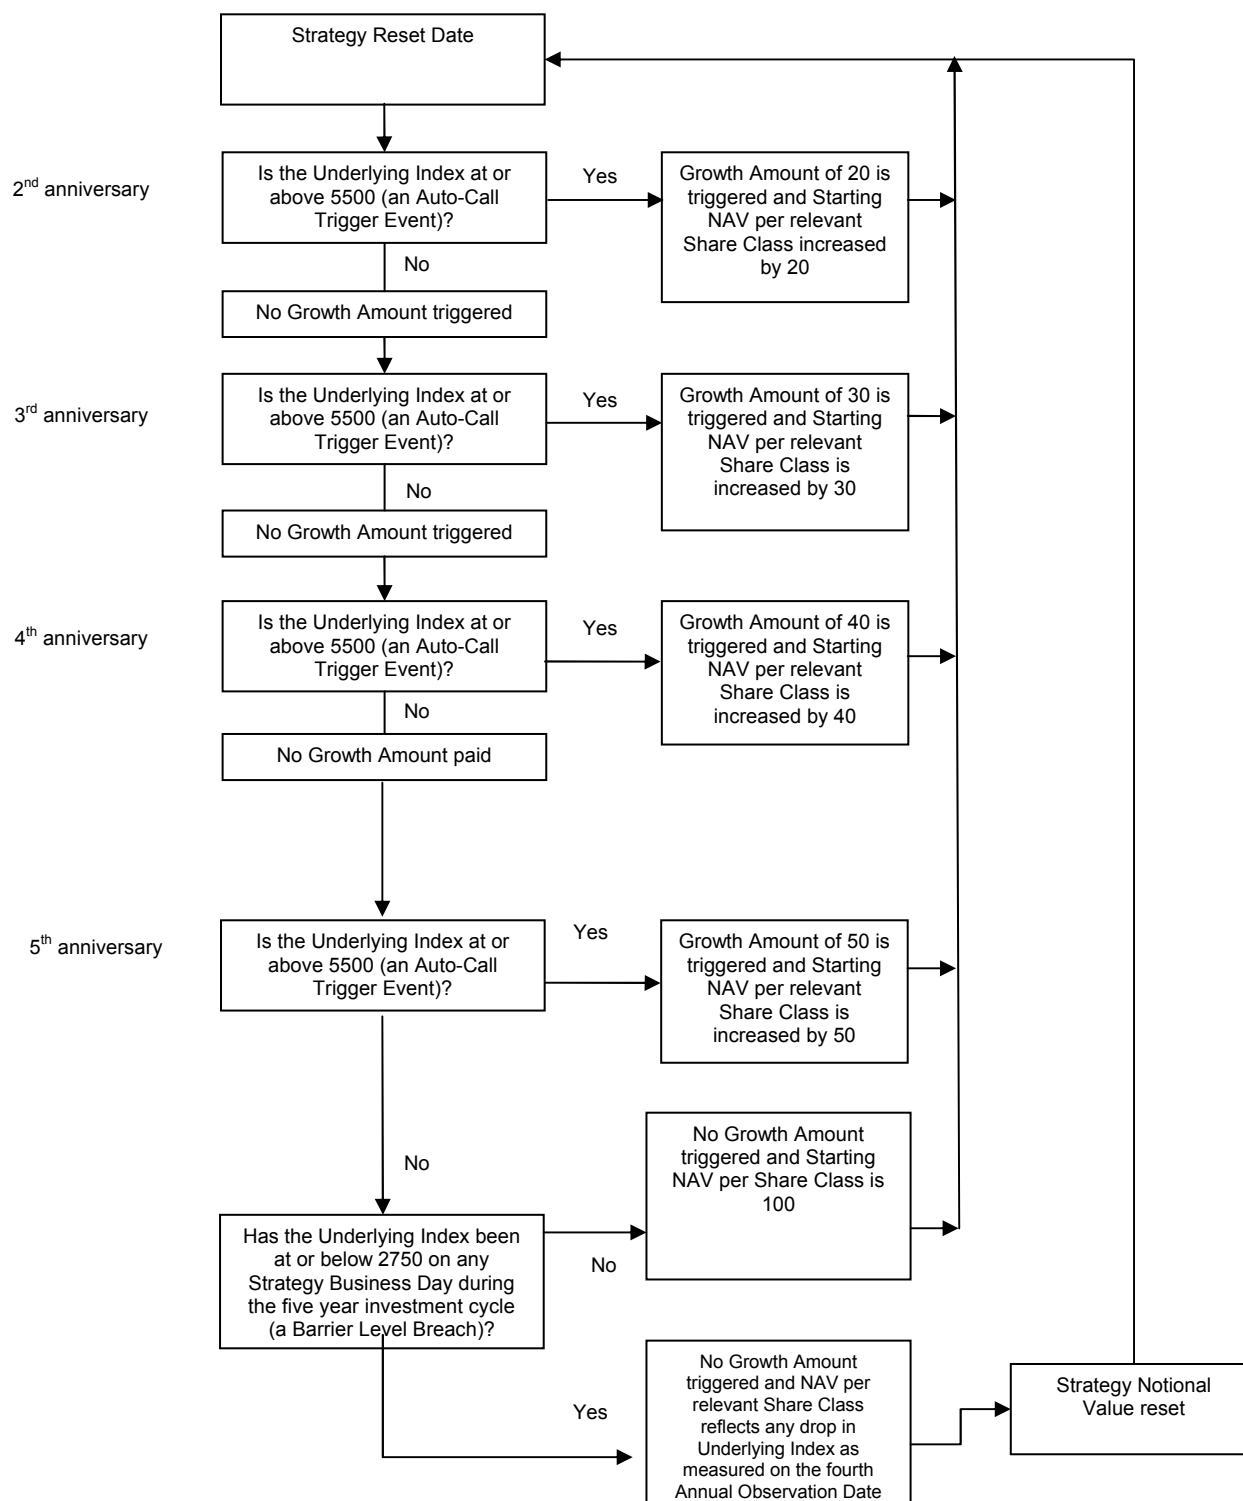 Strategy Reset Date
2nd anniversary
Is the Underlying Index at or
above 5500 (an Auto-Call
Trigger Event)?
Yes
Growth Amount of 20 is
triggered and Starting
NAV per relevant
Share Class increased
by 20
No
No Growth Amount triggered
3rd anniversary
Is the Underlying Index at or
above 5500 (an Auto-Call
Trigger Event)?
Yes
Growth Amount of 30 is
triggered and Starting
NAV per relevant
Share Class is
increased by 30
No
No Growth Amount triggered
4th anniversary
Is the Underlying Index at or
above 5500 (an Auto-Call
Trigger Event)?
Yes
Growth Amount of 40 is
triggered and Starting
NAV per relevant
Share Class is
increased by 40
No
No Growth Amount paid
5th anniversary
Is the Underlying Index at or
above 5500 (an Auto-Call
Trigger Event)?
Yes
Growth Amount of 50 is
triggered and Starting
NAV per relevant
Share Class is
increased by 50
No
Has the Underlying Index been
at or below 2750 on any
Strategy Business Day during
the five year investment cycle
(a Barrier Level Breach)?
No
No Growth Amount
triggered and Starting
NAV per Share Class is
100
Yes
No Growth Amount
triggered and NAV per
relevant Share Class
reflects any drop in
Underlying Index as
measured on the fourth
Annual Observation Date
Strategy Notional
Value reset